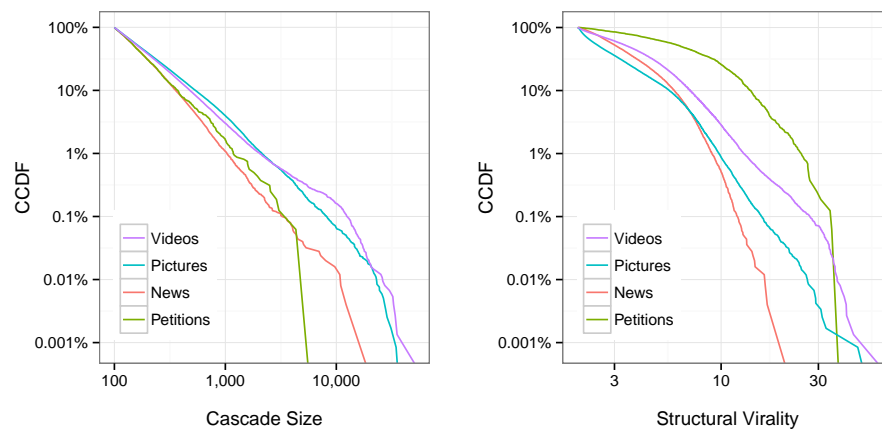 100%
10%
1%
0.1%
0.01%
0.001%
CCDF
Videos
Pictures
News
Petitions
100
1,000
10,000
Cascade Size
100%
10%
1%
0.1%
0.01%
0.001%
CCDF
Videos
Pictures
News
Petitions
3
10
30
Structural Virality